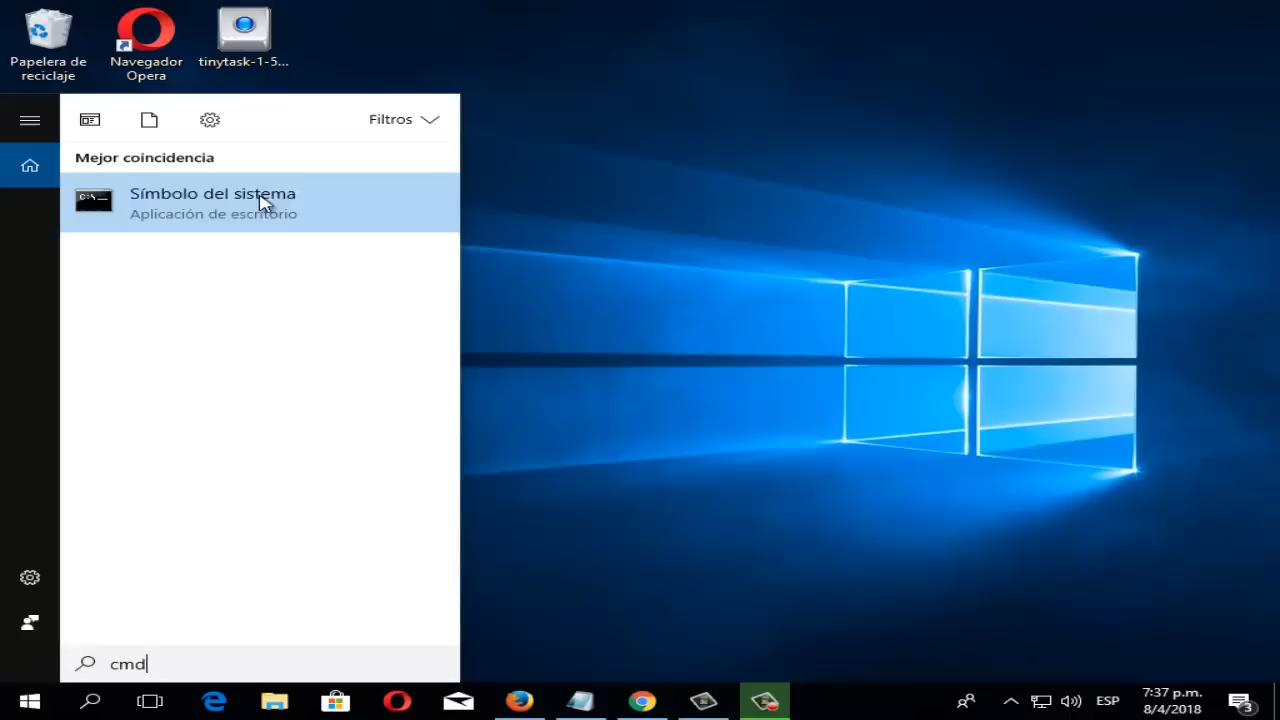 Papelera de
reciclaje
Navegador
Opera
tinytask-1-5...
Filtros
Mejor coincidencia
C:\
Símbolo del sistema
Aplicación de escritorio
cmd
ESP
7:37 p.m.
8/4/2018
3